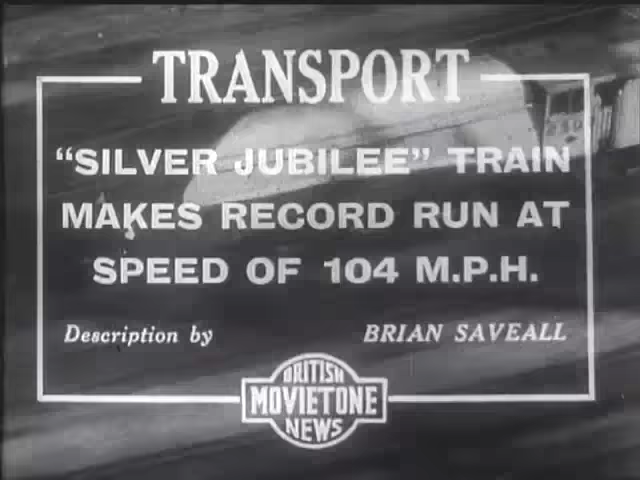 TRANSPORT
“SILVER JUBILEE” TRAIN
MAKES RECORD RUN AT
SPEED OF 104 M.P.H.
Description by BRIAN SAVEALL
BRITISH
MOVIETONE
NEWS